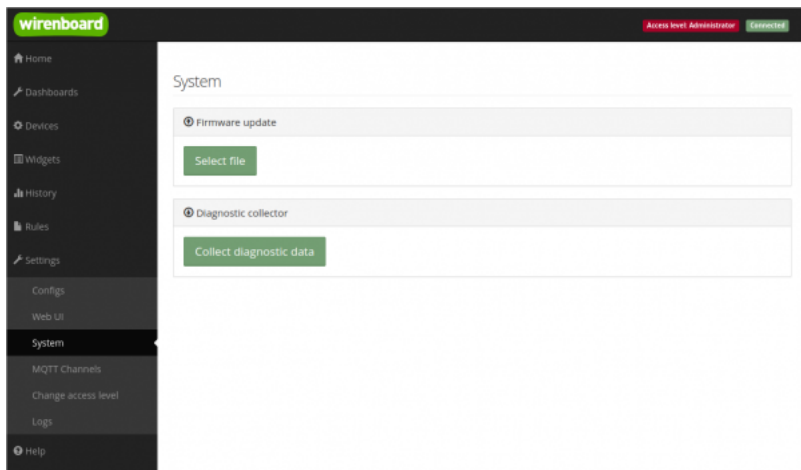 wirenboard
Access level: Administrator
Connected
Home
Dashboards
Devices
Widgets
History
Rules
Settings
Configs
Web UI
System
MQTT Channels
Change access level
Logs
Help
System
Firmware update
Select file
Diagnostic collector
Collect diagnostic data